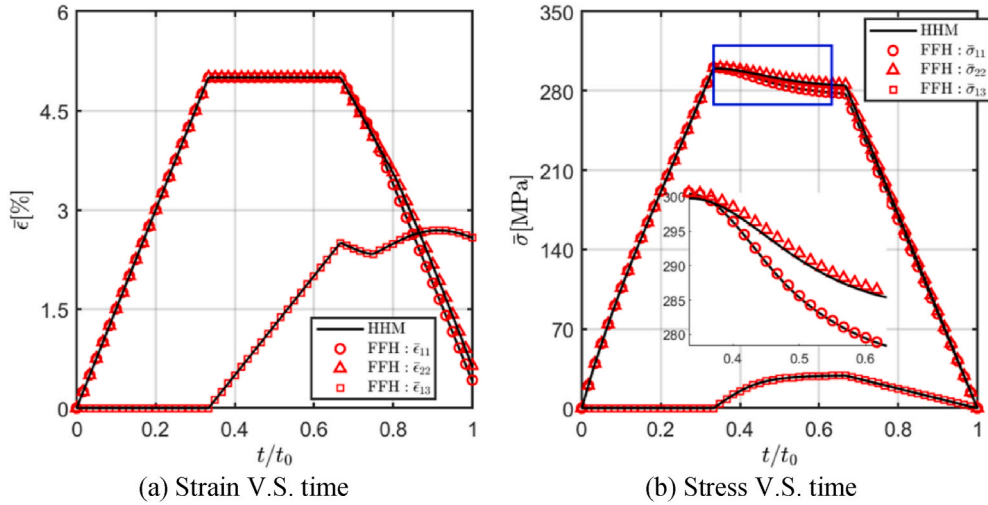 6
4.5
3
1.5
0
ε̄[%]
HHM
FFH : ε̄₁₁
FFH : ε̄₂₂
FFH : ε̄₁₃
0 0.2 0.4 0.6 0.8 1
t/t₀
(a) Strain V.S. time
350
280
210
140
70
0
σ̄[MPa]
HHM
FFH : σ̄₁₁
FFH : σ̄₂₂
FFH : σ̄₁₃
300
295
290
285
280
0.4 0.5 0.6
0 0.2 0.4 0.6 0.8 1
t/t₀
(b) Stress V.S. time